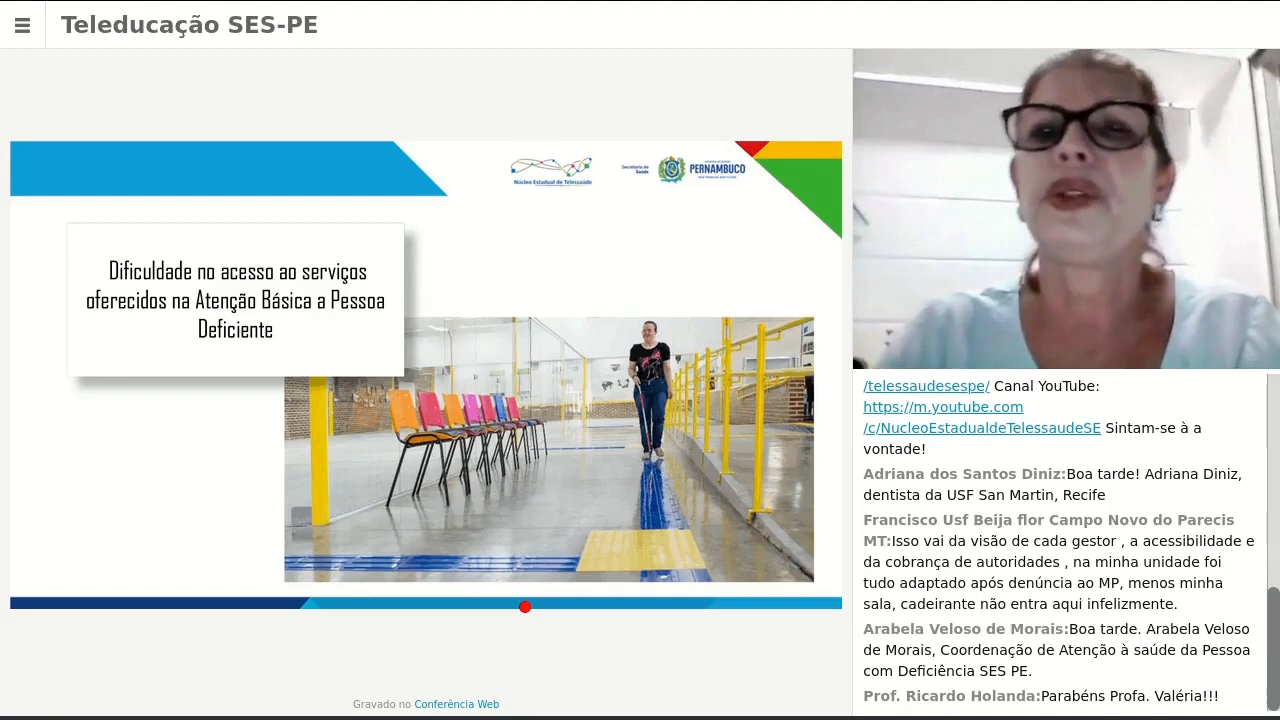 Teleducação SES-PE
Núcleo Estadual de Telessaúde
Secretaria de
Saúde
PERNAMBUCO
Dificuldade no acesso ao serviços
oferecidos na Atenção Básica a Pessoa
Deficiente
/telessaudesespe/ Canal YouTube:
https://m.youtube.com
/c/NucleoEstadualdeTelessaudeSE Sintam-se à a
vontade!
Adriana dos Santos Diniz:Boa tarde! Adriana Diniz,
dentista da USF San Martin, Recife
Francisco Usf Beija flor Campo Novo do Parecis
MT:Isso vai da visão de cada gestor , a acessibilidade e
da cobrança de autoridades , na minha unidade foi
tudo adaptado após denúncia ao MP, menos minha
sala, cadeirante não entra aqui infelizmente.
Arabela Veloso de Morais:Boa tarde. Arabela Veloso
de Morais, Coordenação de Atenção à saúde da Pessoa
com Deficiência SES PE.
Prof. Ricardo Holanda:Parabéns Profa. Valéria!!!
Gravado no Conferência Web